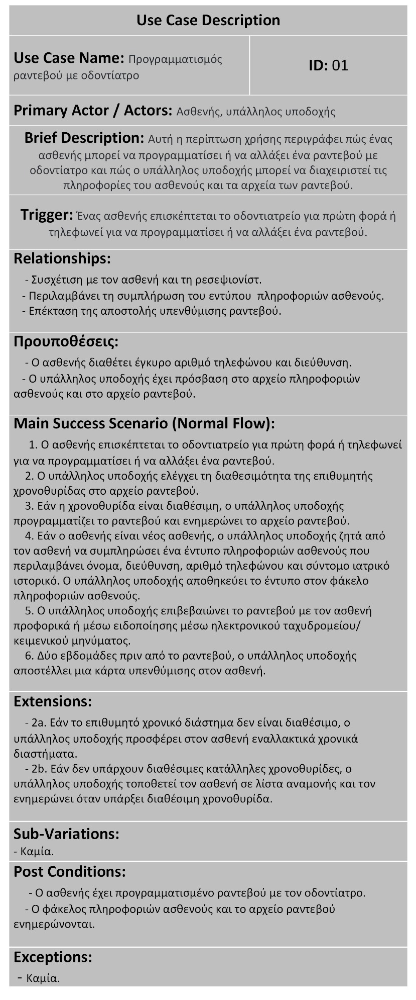 Use Case Description
Use Case Name: Προγραμματισμός
ραντεβού με οδοντίατρο
ID: 01
Primary Actor / Actors: Ασθενής, υπάλληλος υποδοχής
Brief Description: Αυτή η περίπτωση χρήσης περιγράφει πώς ένας
ασθενής μπορεί να προγραμματίσει ή να αλλάξει ένα ραντεβού με
οδοντίατρο και πώς ο υπάλληλος υποδοχής μπορεί να διαχειριστεί τις
πληροφορίες του ασθενούς και τα αρχεία των ραντεβού.
Trigger: Ένας ασθενής επισκέπτεται το οδοντιατρείο για πρώτη φορά ή
τηλεφωνεί για να προγραμματίσει ή να αλλάξει ένα ραντεβού.
Relationships:
- Συσχέτιση με τον ασθενή και τη ρεσεψιονίστ.
- Περιλαμβάνει τη συμπλήρωση του εντύπου πληροφοριών ασθενούς.
- Επέκταση της αποστολής υπενθύμισης ραντεβού.
Προυποθέσεις:
- Ο ασθενής διαθέτει έγκυρο αριθμό τηλεφώνου και διεύθυνση.
- Ο υπάλληλος υποδοχής έχει πρόσβαση στο αρχείο πληροφοριών
ασθενούς και στο αρχείο ραντεβού.
Main Success Scenario (Normal Flow):
1. Ο ασθενής επισκέπτεται το οδοντιατρείο για πρώτη φορά ή τηλεφωνεί
για να προγραμματίσει ή να αλλάξει ένα ραντεβού.
2. Ο υπάλληλος υποδοχής ελέγχει τη διαθεσιμότητα της επιθυμητής
χρονοθυρίδας στο αρχείο ραντεβού.
3. Εάν η χρονοθυρίδα είναι διαθέσιμη, ο υπάλληλος υποδοχής
προγραμματίζει το ραντεβού και ενημερώνει το αρχείο ραντεβού.
4. Εάν ο ασθενής είναι νέος ασθενής, ο υπάλληλος υποδοχής ζητά από
τον ασθενή να συμπληρώσει ένα έντυπο πληροφοριών ασθενούς που
περιλαμβάνει όνομα, διεύθυνση, αριθμό τηλεφώνου και σύντομο ιατρικό
ιστορικό. Ο υπάλληλος υποδοχής αποθηκεύει το έντυπο στον φάκελο
πληροφοριών ασθενούς.
5. Ο υπάλληλος υποδοχής επιβεβαιώνει το ραντεβού με τον ασθενή
προφορικά ή μέσω ειδοποίησης μέσω ηλεκτρονικού ταχυδρομείου/
κειμενικού μηνύματος.
6. Δύο εβδομάδες πριν από το ραντεβού, ο υπάλληλος υποδοχής
αποστέλλει μια κάρτα υπενθύμισης στον ασθενή.
Extensions:
- 2a. Εάν το επιθυμητό χρονικό διάστημα δεν είναι διαθέσιμο, ο
υπάλληλος υποδοχής προσφέρει στον ασθενή εναλλακτικά χρονικά
διαστήματα.
- 2b. Εάν δεν υπάρχουν διαθέσιμες κατάλληλες χρονοθυρίδες, ο
υπάλληλος υποδοχής τοποθετεί τον ασθενή σε λίστα αναμονής και τον
ενημερώνει όταν υπάρξει διαθέσιμη χρονοθυρίδα.
Sub-Variations:
- Καμία.
Post Conditions:
- Ο ασθενής έχει προγραμματισμένο ραντεβού με τον οδοντίατρο.
- Ο φάκελος πληροφοριών ασθενούς και το αρχείο ραντεβού
ενημερώνονται.
Exceptions:
- Καμία.